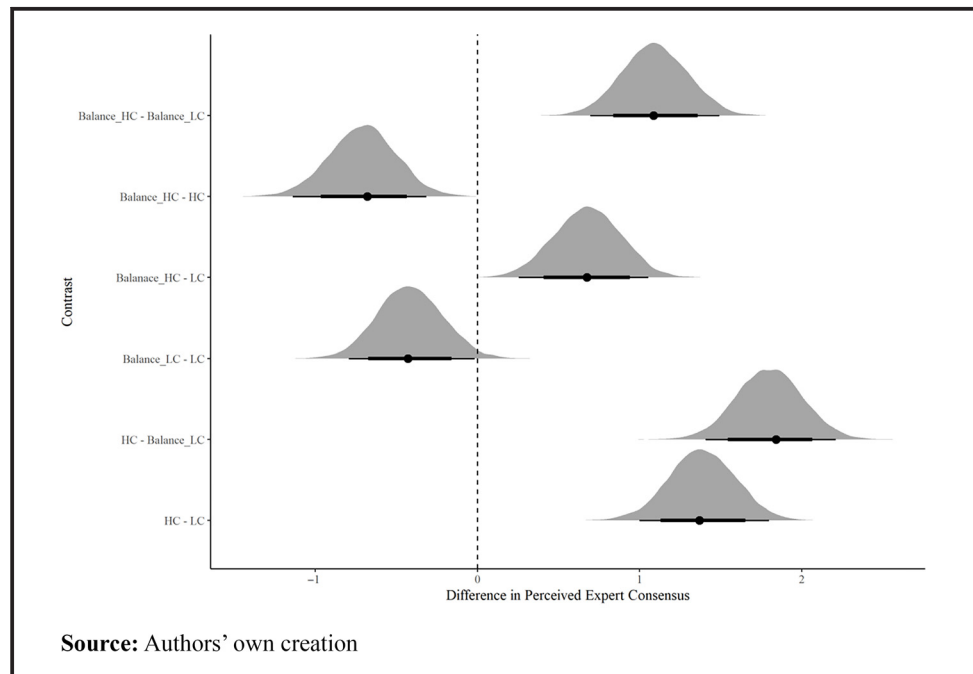 Balance_HC - Balance_LC
Balance_HC - HC
Balanace_HC - LC
Balance_LC - LC
HC - Balance_LC
HC - LC
Contrast
-1
0
1
2
Difference in Perceived Expert Consensus
Source: Authors' own creation